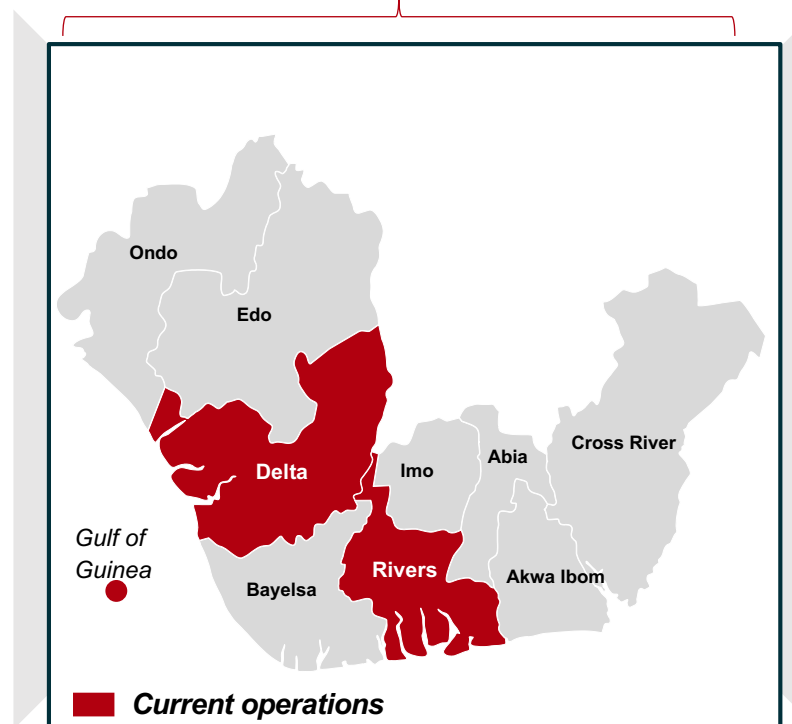 Ondo
Edo
Cross River
Abia
Imo
Delta
Gulf of
Guinea
Rivers
Akwa Ibom
Bayelsa
Current operations